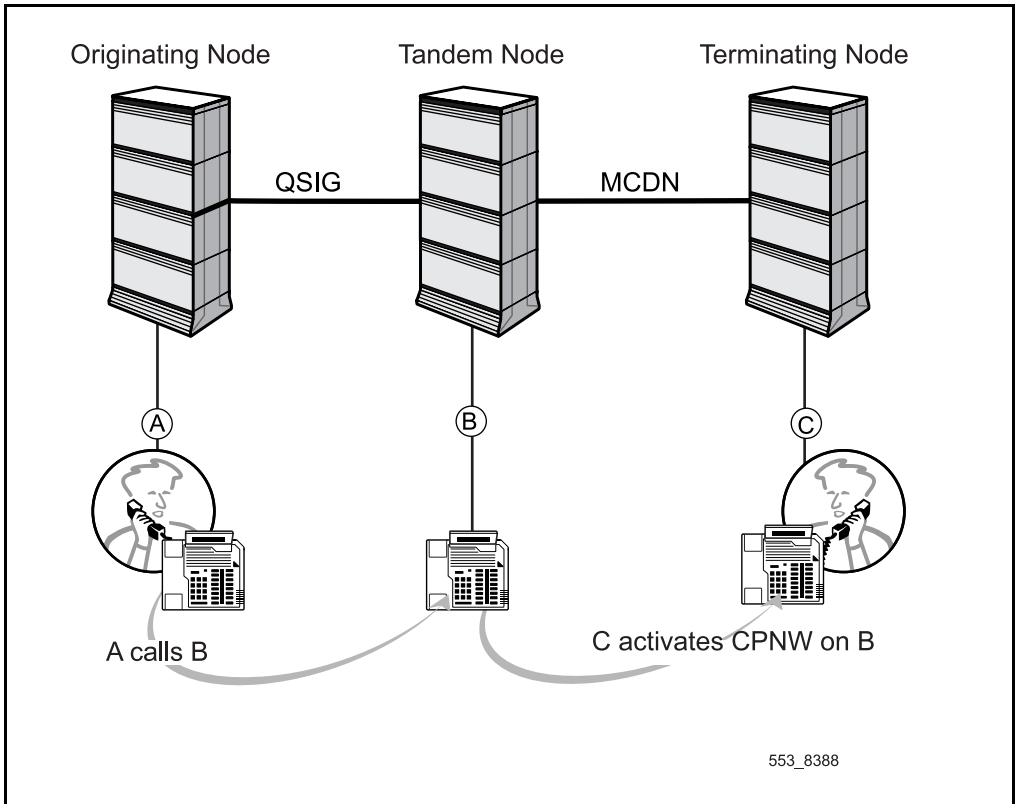 Originating Node
Tandem Node
Terminating Node
QSIG
MCDN
A
B
C
A calls B
C activates CPNW on B
553_8388